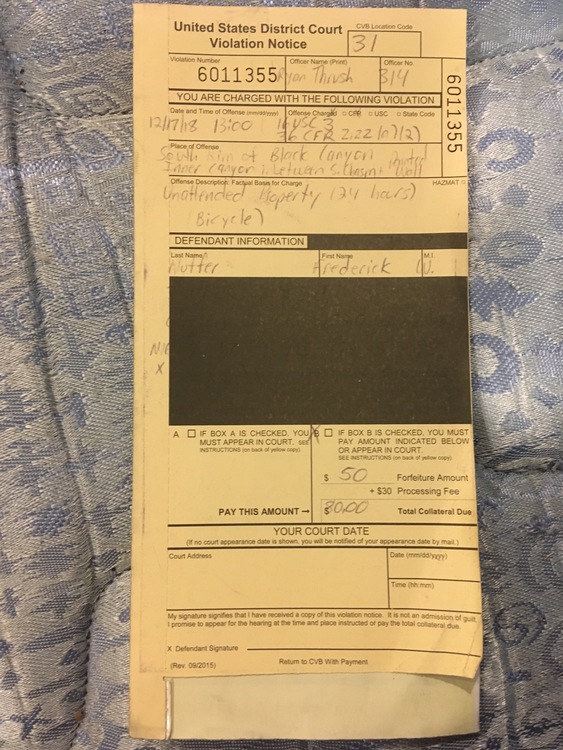 United States District Court
Violation Notice
CVB Location Code
31
Violation Number
Officer Name (Print)
Officer No.
6011355
Ryan Thrush
314
6011355
YOU ARE CHARGED WITH THE FOLLOWING VIOLATION
Date and Time of Offense (mm/dd/yyyy)
Offense Charged □ CFR □ USC □ State Code
12/17/18 13:00
16 USC 3
36 CFR 2.22(a)(2)
Place of Offense
South Rim of Black Canyon
Inner Canyon: between S. Chasm + Painted Wall
Offense Description: Factual Basis for Charge
HAZMAT □
Unattended Property (24 hours)
(Bicycle)
DEFENDANT INFORMATION
Last Name
First Name
M.I.
Nutter
Frederick
W.
X
A □ IF BOX A IS CHECKED, YOU
MUST APPEAR IN COURT. SEE
INSTRUCTIONS (on back of yellow copy).
B □ IF BOX B IS CHECKED, YOU MUST
PAY AMOUNT INDICATED BELOW
OR APPEAR IN COURT.
SEE INSTRUCTIONS (on back of yellow copy).
$ 50 Forfeiture Amount
+ $30 Processing Fee
PAY THIS AMOUNT → $ 80.00 Total Collateral Due
YOUR COURT DATE
(If no court appearance date is shown, you will be notified of your appearance date by mail.)
Court Address
Date (mm/dd/yyyy)
Time (hh:mm)
My signature signifies that I have received a copy of this violation notice. It is not an admission of guilt.
I promise to appear for the hearing at the time and place instructed or pay the total collateral due.
X Defendant Signature
(Rev. 09/2015)
Return to CVB With Payment